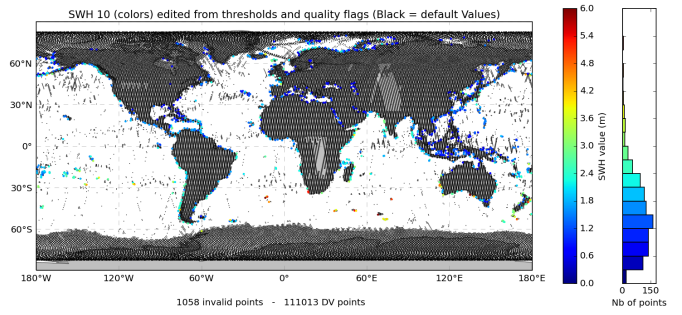 SWH 10 (colors) edited from thresholds and quality flags (Black = default Values)
60°N
30°N
0°
30°S
60°S
180°W 120°W 60°W 0° 60°E 120°E 180°E
1058 invalid points - 111013 DV points
6.0
5.4
4.8
4.2
3.6
3.0
2.4
1.8
1.2
0.6
0.0
SWH value (m)
0 150
Nb of points